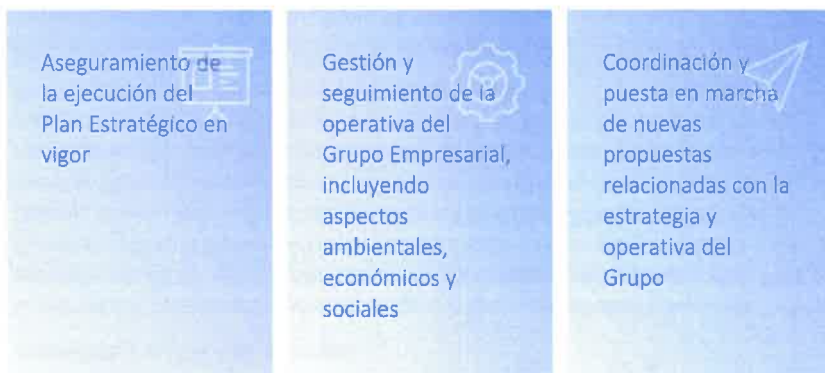 Aseguramiento de
la ejecución del
Plan Estratégico en
vigor
Gestión y
seguimiento de la
operativa del
Grupo Empresarial,
incluyendo
aspectos
ambientales,
económicos y
sociales
Coordinación y
puesta en marcha
de nuevas
propuestas
relacionadas con la
estrategia y
operativa del
Grupo